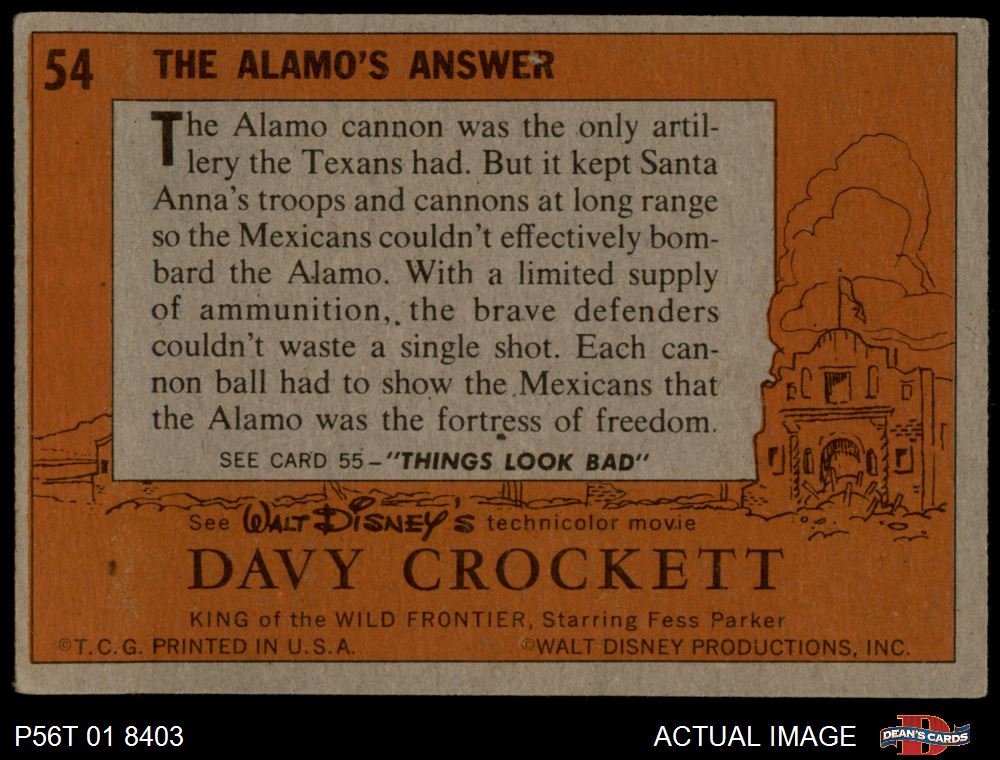 54 THE ALAMO'S ANSWER
The Alamo cannon was the only artil-
lery the Texans had. But it kept Santa
Anna's troops and cannons at long range
so the Mexicans couldn't effectively bom-
bard the Alamo. With a limited supply
of ammunition, the brave defenders
couldn't waste a single shot. Each can-
non ball had to show the Mexicans that
the Alamo was the fortress of freedom.
SEE CARD 55-"THINGS LOOK BAD"
See WALT DISNEY'S technicolor movie
DAVY CROCKETT
KING of the WILD FRONTIER, Starring Fess Parker
©T.C.G. PRINTED IN U.S.A. ©WALT DISNEY PRODUCTIONS, INC.
P56T 01 8403 ACTUAL IMAGE DEAN'S CARDS